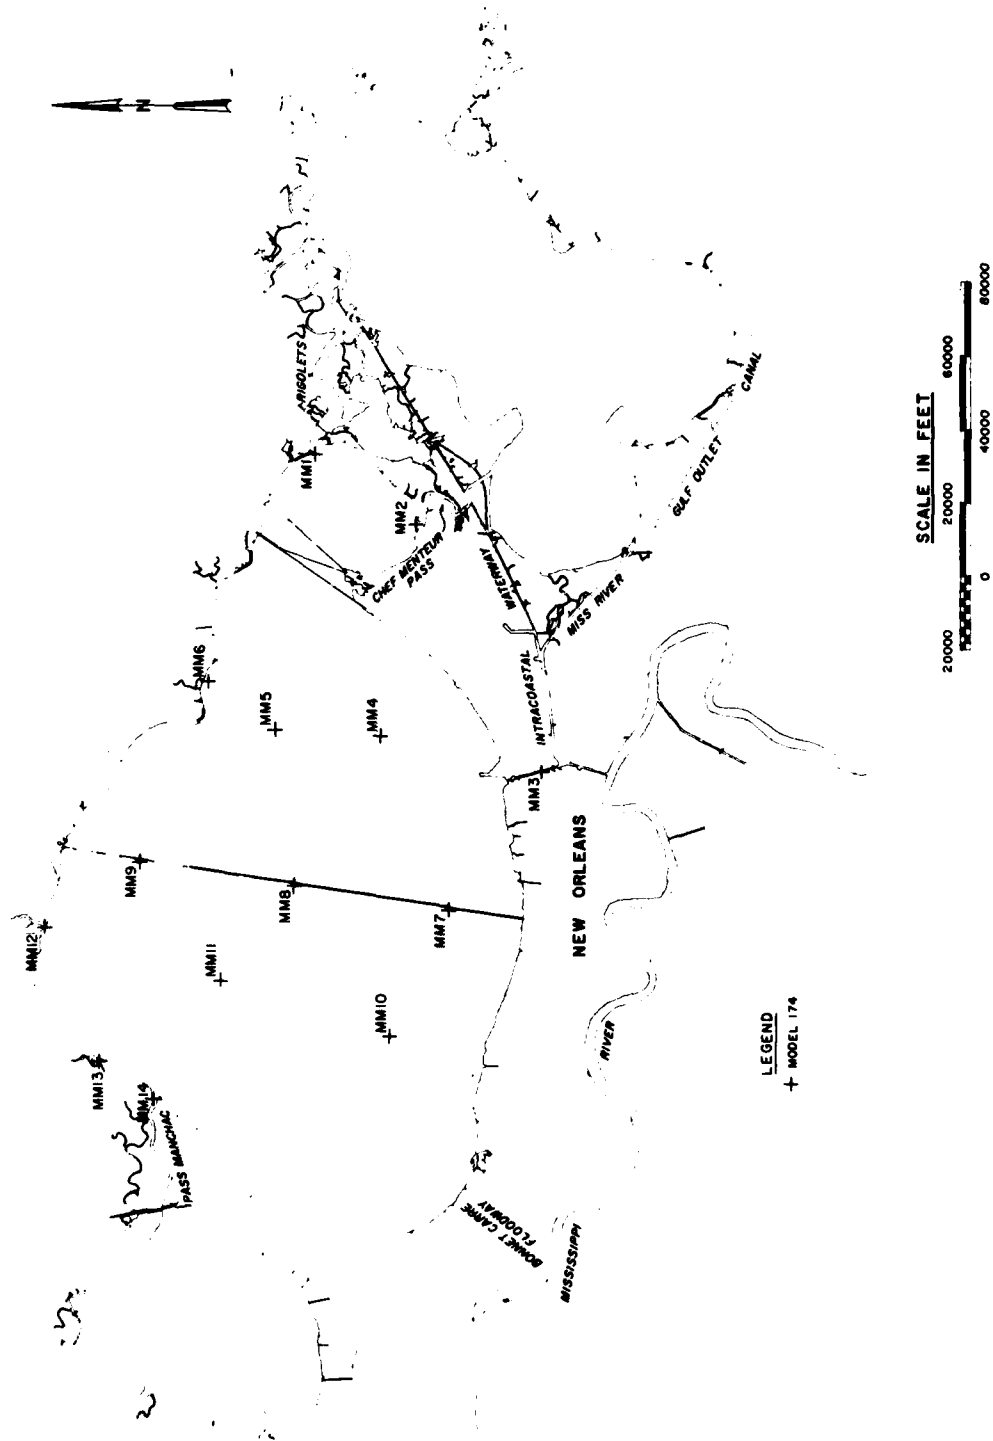 N
MM12
MM9
MM6
MM13
MM11
MM5
MM1
RIGOLETS
MM14
PASS MANCHAC
MM8
MM4
MM2
CHEF MENTEUR
PASS
MM10
MM7
WATERWAY
INTRACOASTAL
MM3
MISS RIVER
GULF OUTLET
CANAL
BONNET CARRE
FLOODWAY
MISSISSIPPI
RIVER
NEW ORLEANS
LEGEND
+ MODEL 174
SCALE IN FEET
20000 0 20000 40000 60000 80000